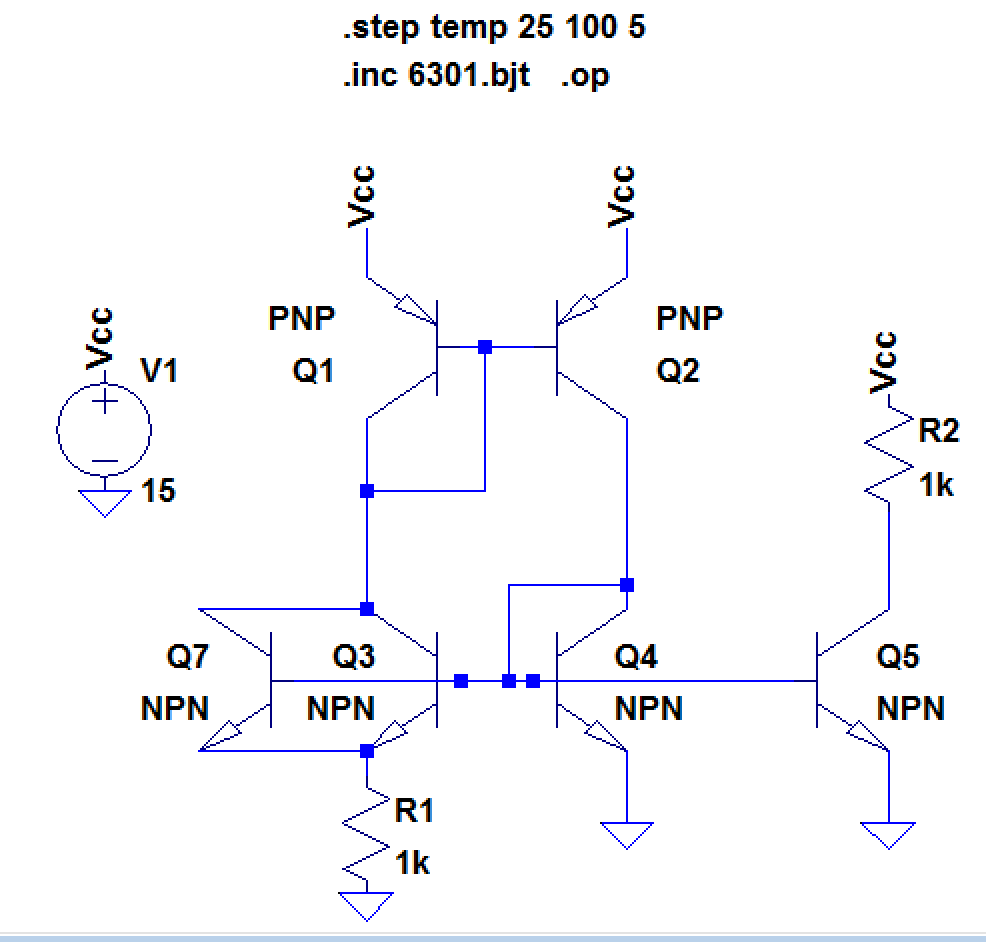 .step temp 25 100 5
.inc 6301.bjt .op
Vcc
Vcc
PNP
Q1
PNP
Q2
Vcc
V1
15
Vcc
R2
1k
Q7
NPN
Q3
NPN
Q4
NPN
Q5
NPN
R1
1k